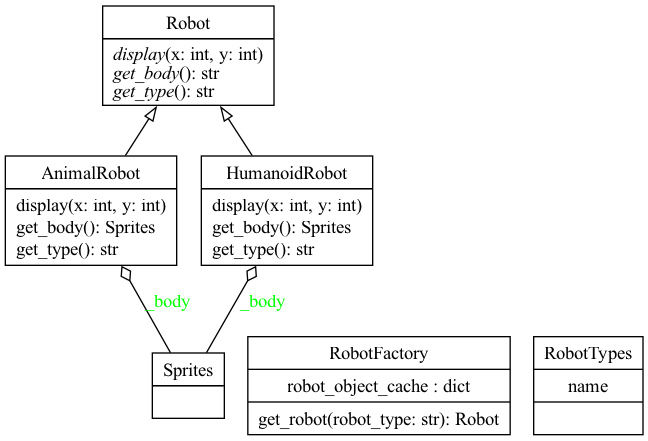 Robot
display(x: int, y: int)
get_body(): str
get_type(): str
AnimalRobot
display(x: int, y: int)
get_body(): Sprites
get_type(): str
HumanoidRobot
display(x: int, y: int)
get_body(): Sprites
get_type(): str
_body
_body
Sprites
RobotFactory
robot_object_cache : dict
get_robot(robot_type: str): Robot
RobotTypes
name